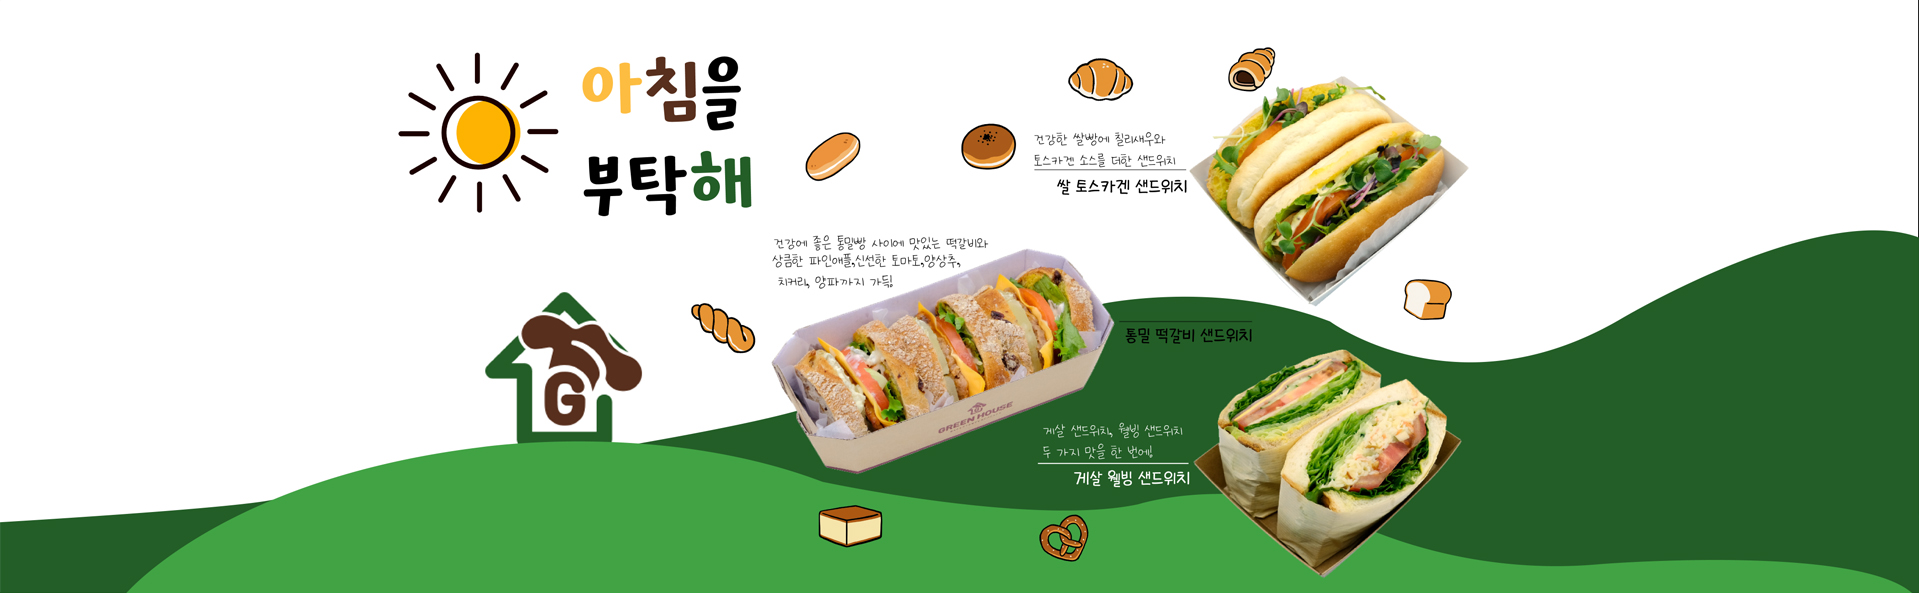 아침을
부탁해
건강한 쌀빵에 칠리새우와
토스카겐 소스를 더한 샌드위치
쌀 토스카겐 샌드위치
건강에 좋은 통밀빵 사이에 맛있는 떡갈비와
상큼한 파인애플,신선한 토마토,양상추,
치커리, 양파까지 가득!
통밀 떡갈비 샌드위치
G
GREEN HOUSE
게살 샌드위치, 웰빙 샌드위치
두 가지 맛을 한 번에!
게살 웰빙 샌드위치